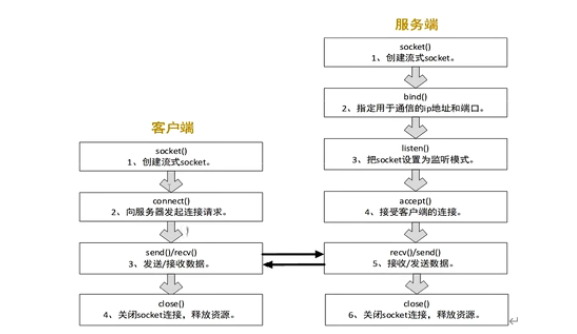 服务端
socket()
1、创建流式socket。
bind()
2、指定用于通信的ip地址和端口。
listen()
3、把socket设置为监听模式。
accept()
4、接受客户端的连接。
recv()/send()
5、接收/发送数据。
close()
6、关闭socket连接，释放资源。
客户端
socket()
1、创建流式socket。
connect()
2、向服务器发起连接请求。
send()/recv()
3、发送/接收数据。
close()
4、关闭socket连接，释放资源。